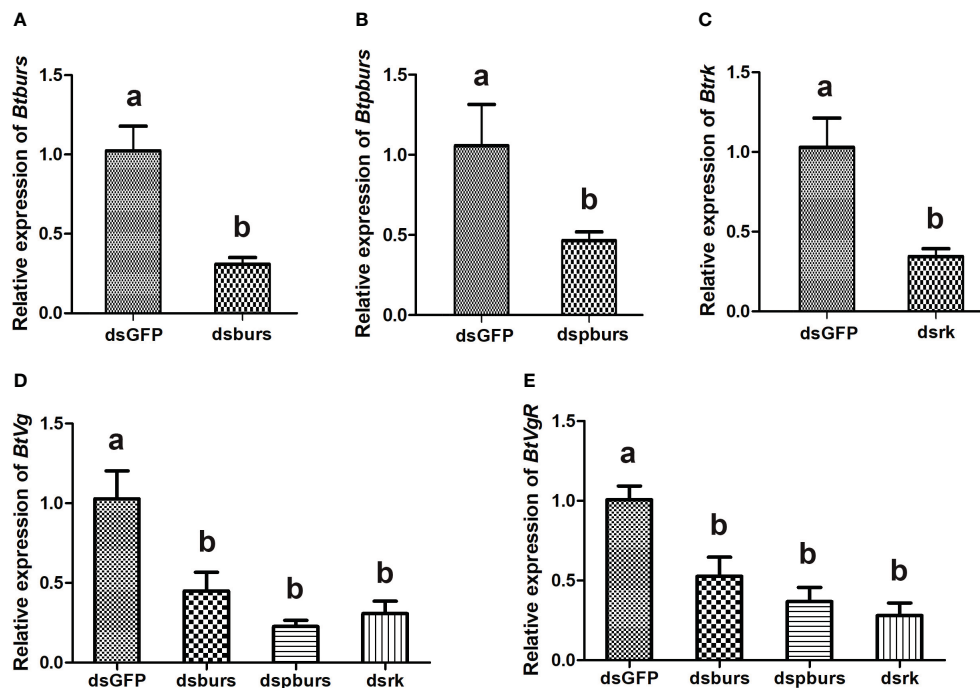 A
Relative expression of Btburs
1.5
1.0
0.5
0.0
a
b
dsGFP
dsburs
B
Relative expression of Btpburs
1.5
1.0
0.5
0.0
a
b
dsGFP
dspburs
C
Relative expression of Btrk
1.5
1.0
0.5
0.0
a
b
dsGFP
dsrk
D
Relative expression of BtVg
1.5
1.0
0.5
0.0
a
b
b
b
dsGFP
dsburs
dspburs
dsrk
E
Relative expression of BtVgR
1.5
1.0
0.5
0.0
a
b
b
b
dsGFP
dsburs
dspburs
dsrk